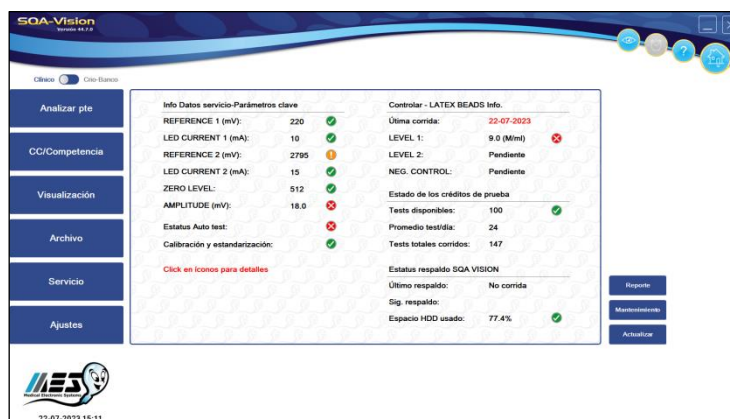 SQA-Vision
Versión 44.7.0
?
Clínico Crio-Banco
Analizar pte
CC/Competencia
Visualización
Archivo
Servicio
Ajustes
Info Datos servicio-Parámetros clave
REFERENCE 1 (mV): 220
LED CURRENT 1 (mA): 10
REFERENCE 2 (mV): 2795
LED CURRENT 2 (mA): 15
ZERO LEVEL: 512
AMPLITUDE (mV): 18.0
Estatus Auto test:
Calibración y estandarización:
Click en íconos para detalles
Controlar - LATEX BEADS Info.
Útima corrida: 22-07-2023
LEVEL 1: 9.0 (M/ml)
LEVEL 2: Pendiente
NEG. CONTROL: Pendiente
Estado de los créditos de prueba
Tests disponibles: 100
Promedio test/día: 24
Tests totales corridos: 147
Estatus respaldo SQA VISION
Último respaldo: No corrida
Sig. respaldo:
Espacio HDD usado: 77.4%
Reporte
Mantenimiento
Actualizar
MES
Medical Electronic Systems
22-07-2023 15:11